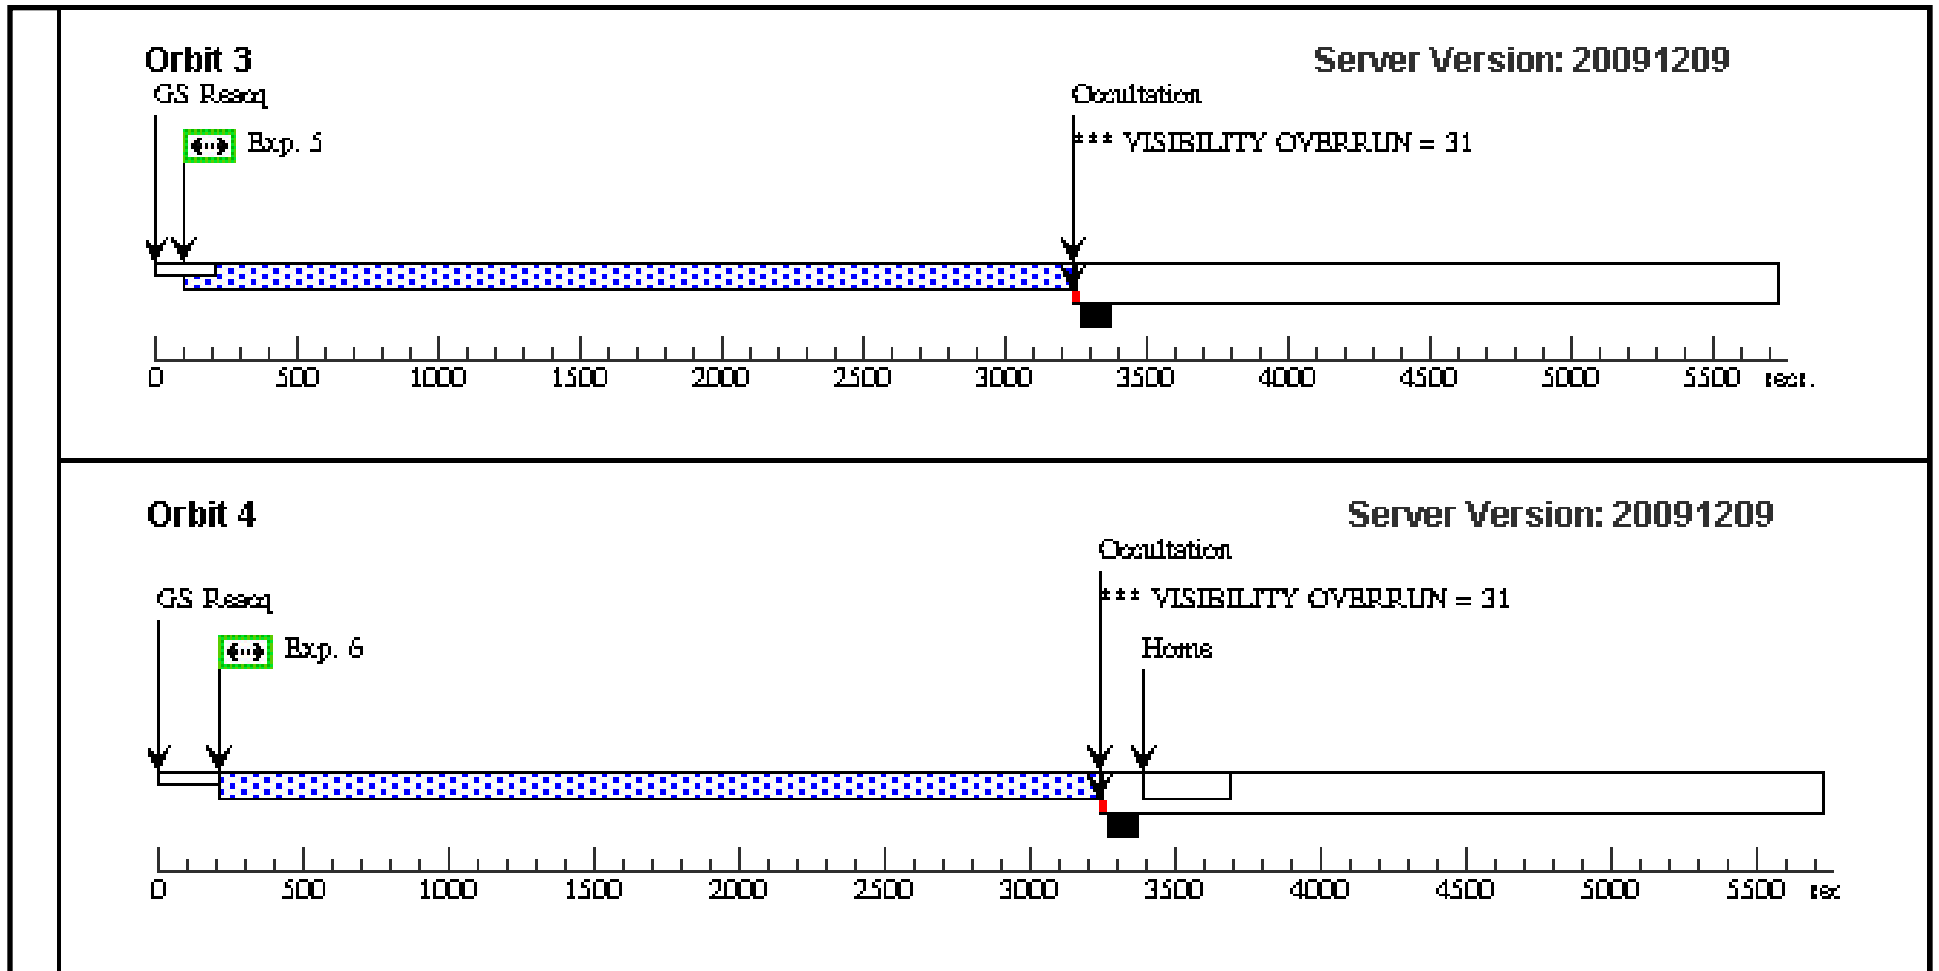 Orbit 3
Server Version: 20091209
GS Reacq
Occultation
Exp. 5
*** VISIBILITY OVERRUN = 31
0 500 1000 1500 2000 2500 3000 3500 4000 4500 5000 5500 secs.
Orbit 4
Server Version: 20091209
Occultation
GS Reacq
*** VISIBILITY OVERRUN = 31
Exp. 6
Home
0 500 1000 1500 2000 2500 3000 3500 4000 4500 5000 5500 sec